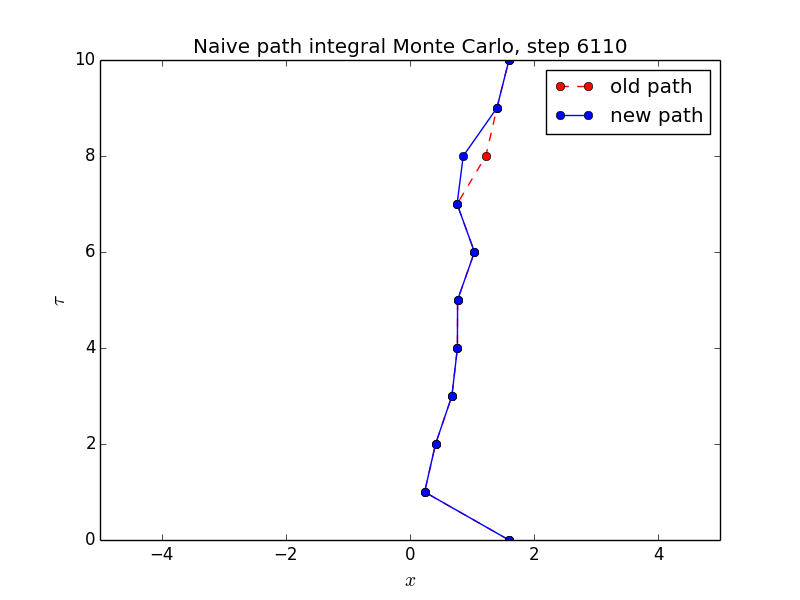 Naive path integral Monte Carlo, step 6110
10
old path
new path
8
6
τ
4
2
0
−4 −2 0 2 4
x